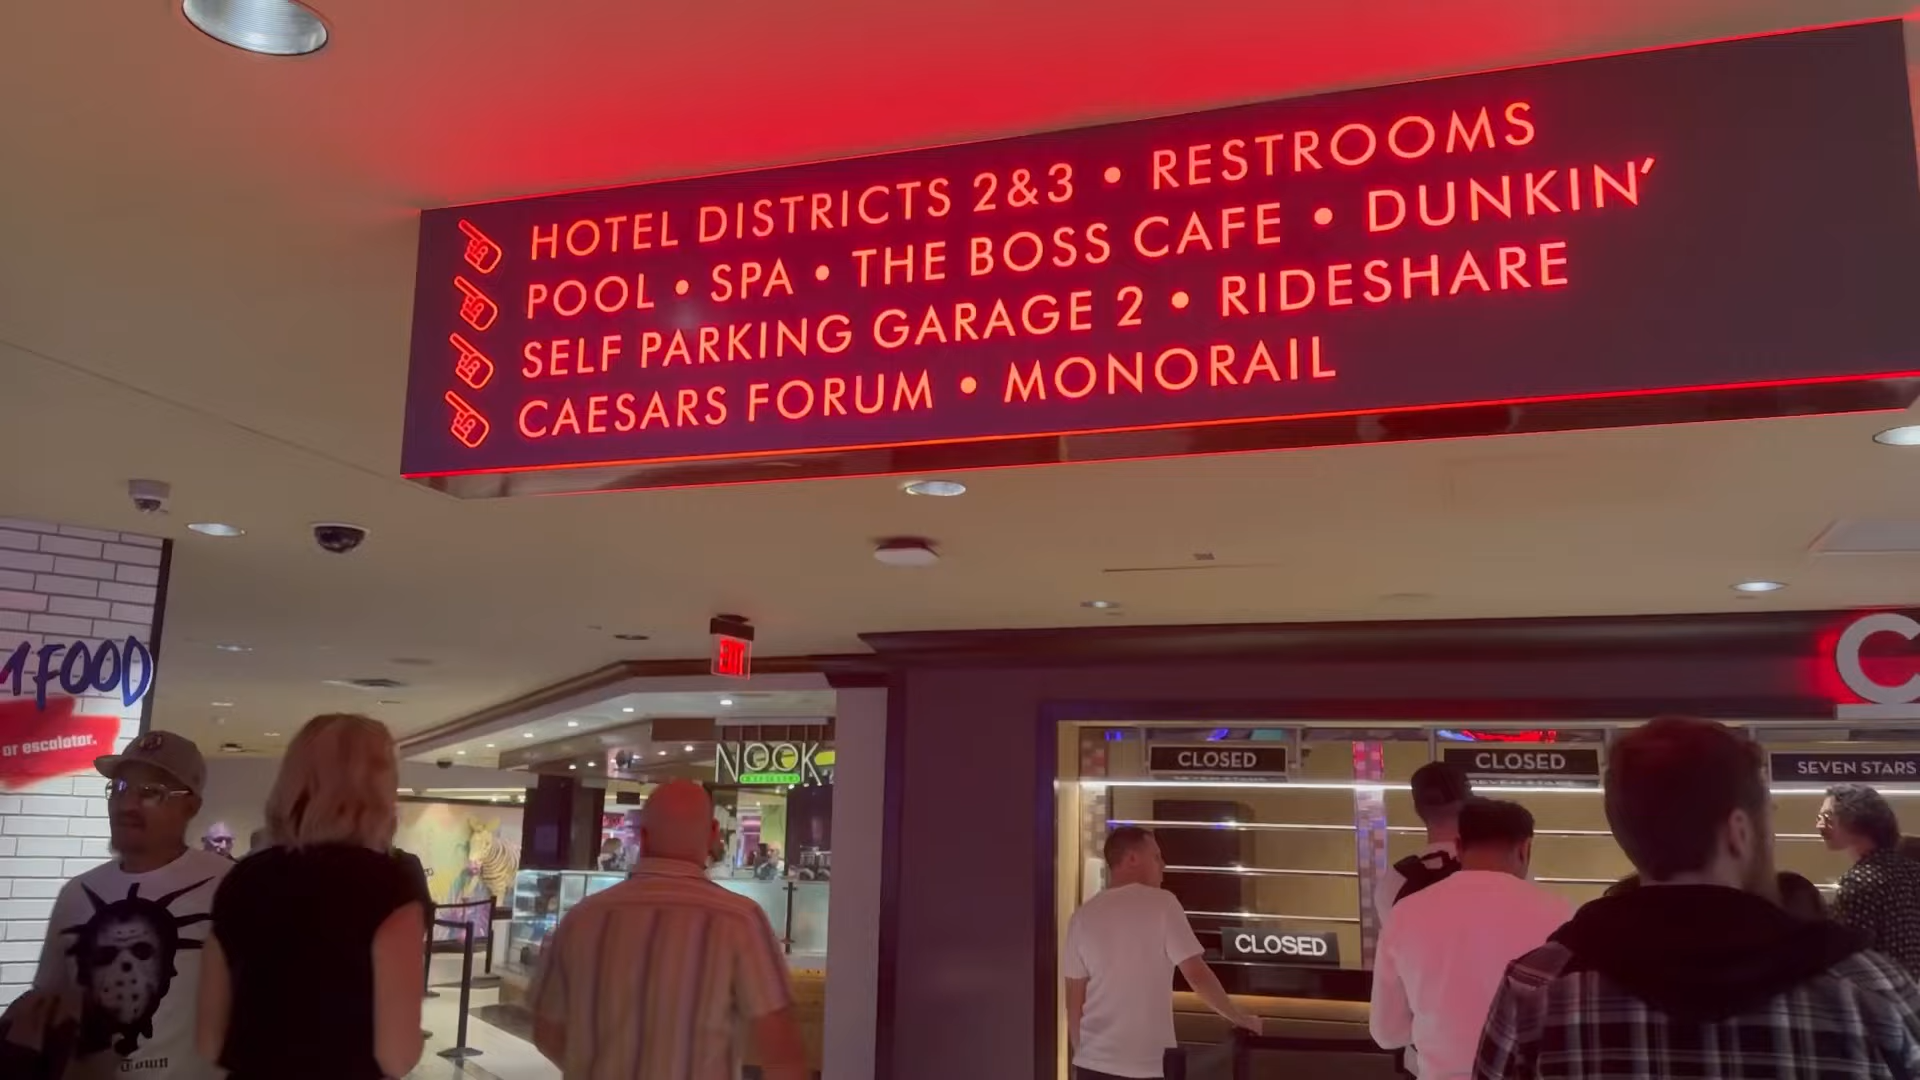 HOTEL DISTRICTS 2&3 • RESTROOMS
POOL • SPA • THE BOSS CAFE • DUNKIN'
SELF PARKING GARAGE 2 • RIDESHARE
CAESARS FORUM • MONORAIL
EXIT
FOOD
or escalator.
NOOK
CLOSED
CLOSED
SEVEN STARS
CLOSED
C
Town